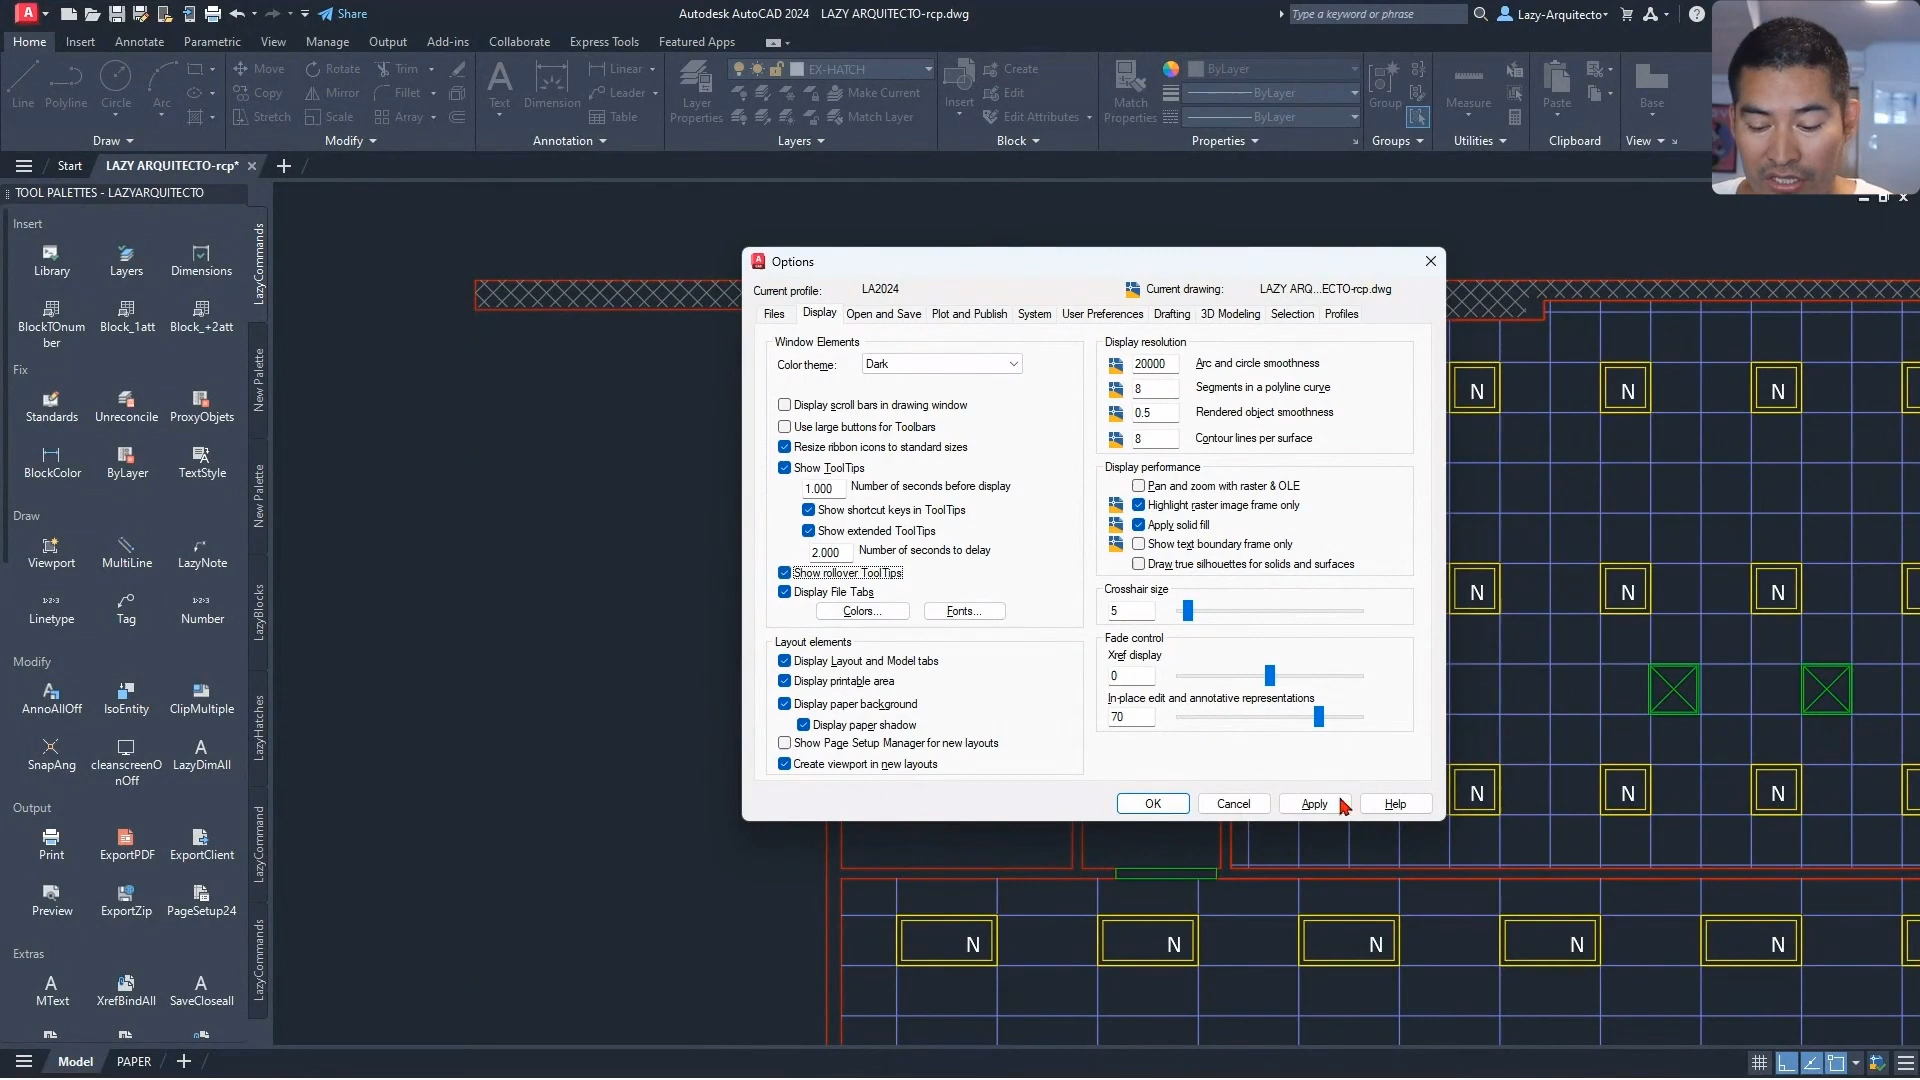 Share
Autodesk AutoCAD 2024 LAZY ARQUITECTO-rcp.dwg
Type a keyword or phrase
Lazy-Arquitecto
Home Insert Annotate Parametric View Manage Output Add-ins Collaborate Express Tools Featured Apps
Line Polyline Circle Arc
Draw
Move Rotate Trim
Copy Mirror Fillet
Stretch Scale Array
Modify
Text Dimension
Linear
Leader
Table
Annotation
Layer Properties
EX-HATCH
Make Current
Match Layer
Layers
Insert
Create
Edit
Edit Attributes
Block
Match Properties
ByLayer
ByLayer
ByLayer
Properties
Group
Groups
Measure
Utilities
Paste
Clipboard
Base
View
Start LAZY ARQUITECTO-rcp*
TOOL PALETTES - LAZYARQUITECTO
Insert
Library Layers Dimensions
BlockTOnum Block_1att Block_+2att
ber
Fix
Standards Unreconcile ProxyObjets
BlockColor ByLayer TextStyle
Draw
Viewport MultiLine LazyNote
Linetype Tag Number
Modify
AnnoAllOff IsoEntity ClipMultiple
SnapAng cleanscreenO LazyDimAll
nOff
Output
Print ExportPDF ExportClient
Preview ExportZip PageSetup24
Extras
MText XrefBindAll SaveCloseall
LazyCommands
New Palette
New Palette
LazyBlocks
LazyHatches
LazyCommand
LazyCommands
Options
Current profile: LA2024
Current drawing: LAZY ARQ...ECTO-rcp.dwg
Files Display Open and Save Plot and Publish System User Preferences Drafting 3D Modeling Selection Profiles
Window Elements
Color theme: Dark
Display scroll bars in drawing window
Use large buttons for Toolbars
Resize ribbon icons to standard sizes
Show ToolTips
1.000 Number of seconds before display
Show shortcut keys in ToolTips
Show extended ToolTips
2.000 Number of seconds to delay
Show rollover ToolTips
Display File Tabs
Colors... Fonts...
Layout elements
Display Layout and Model tabs
Display printable area
Display paper background
Display paper shadow
Show Page Setup Manager for new layouts
Create viewport in new layouts
Display resolution
20000 Arc and circle smoothness
8 Segments in a polyline curve
0.5 Rendered object smoothness
8 Contour lines per surface
Display performance
Pan and zoom with raster & OLE
Highlight raster image frame only
Apply solid fill
Show text boundary frame only
Draw true silhouettes for solids and surfaces
Crosshair size
5
Fade control
Xref display
0
In-place edit and annotative representations
70
OK Cancel Apply Help
N N N
N N N
N N N
N N N N N
Model PAPER